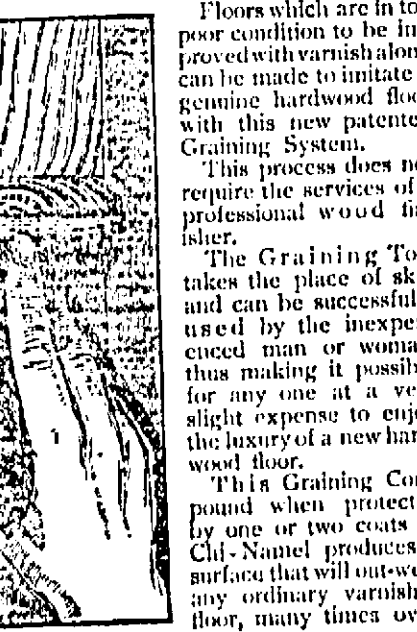 Floors which are in to
poor condition to be in
proved with varnish alon
can be made to imitate
genuine hardwood floo
with this new patente
Graining System.
This process does no
require the services of
professional wood fin
isher.
The Graining To
takes the place of sk
and can be successful
used by the inexper
enced man or woma
thus making it possib
for any one at a ve
slight expense to enjo
the luxury of a new har
wood floor.
This Graining Com
pound when protect
by one or two coats
Chi-Namel produces
surface that will out-we
any ordinary varnish
floor, many times ov